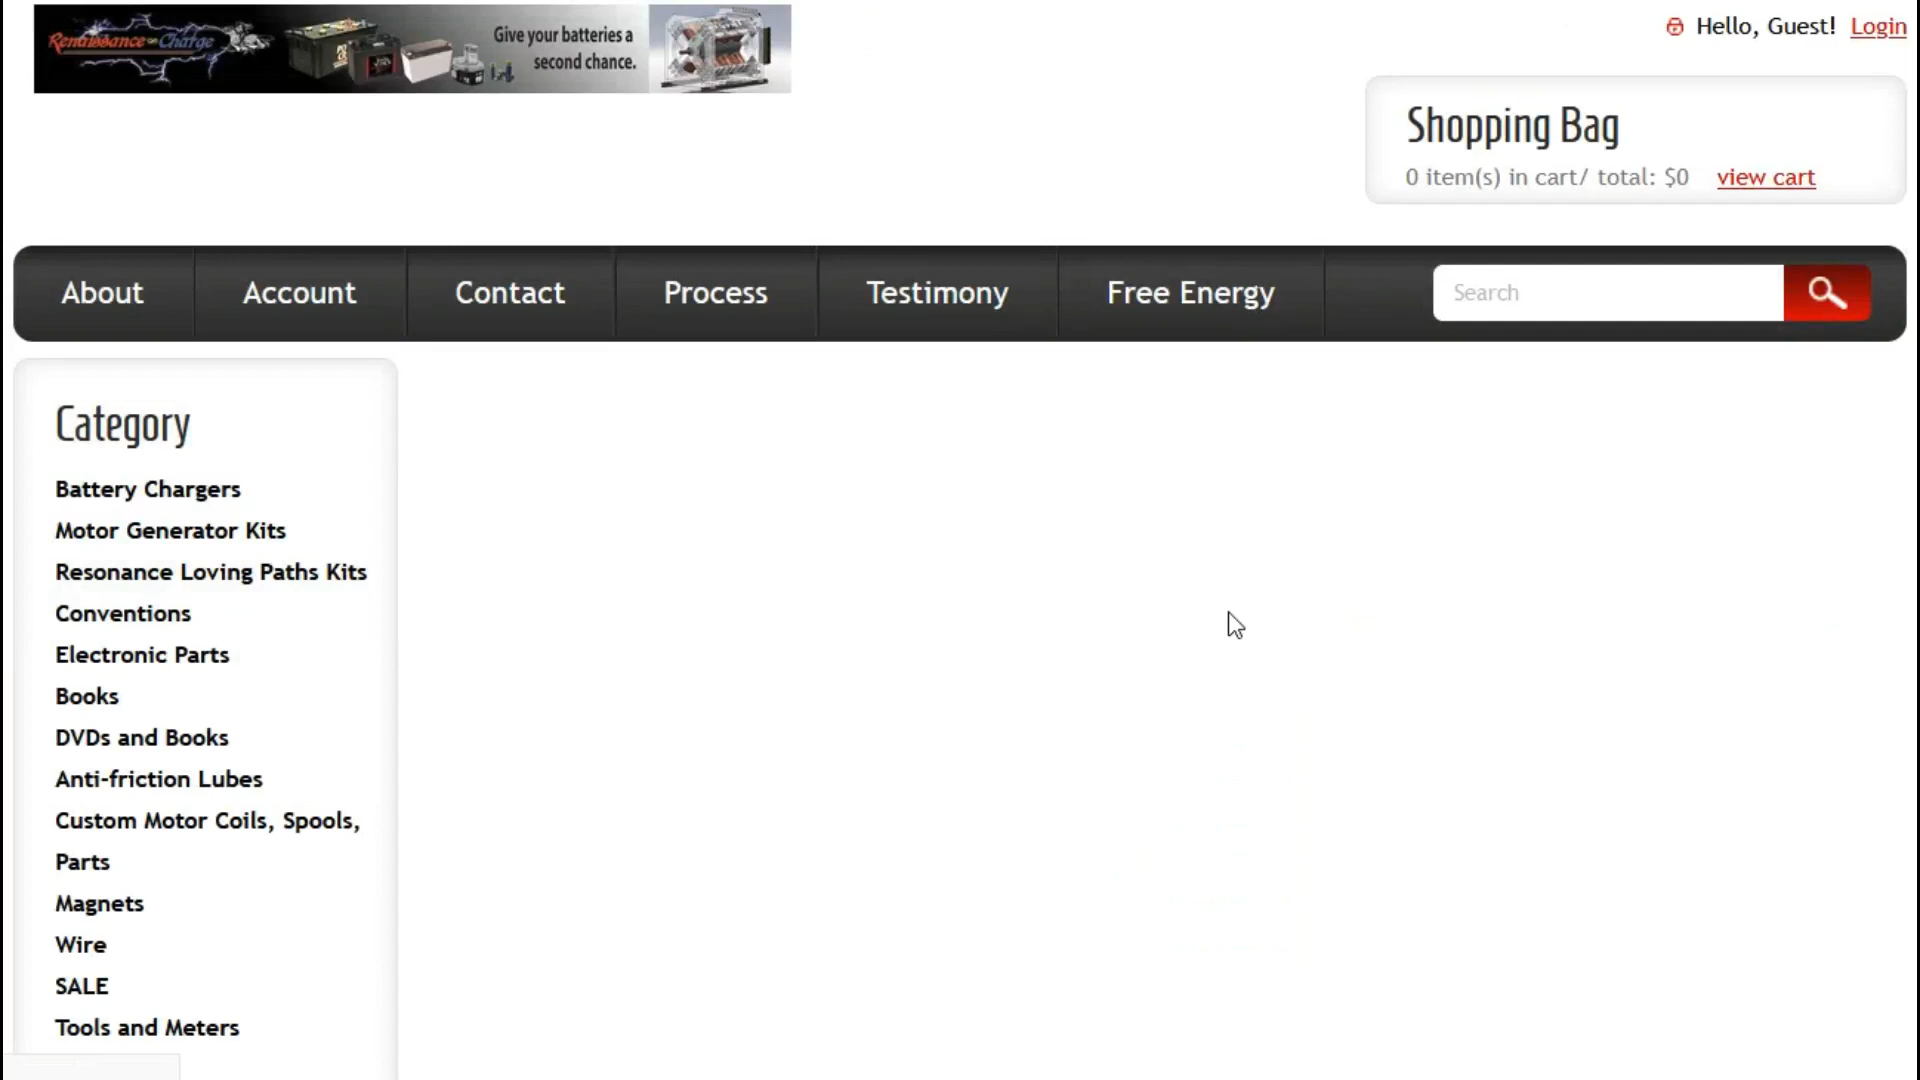 Renaissance Charge
Give your batteries a
second chance.
Hello, Guest! Login
Shopping Bag
0 item(s) in cart/ total: $0 view cart
About Account Contact Process Testimony Free Energy Search
Category
Battery Chargers
Motor Generator Kits
Resonance Loving Paths Kits
Conventions
Electronic Parts
Books
DVDs and Books
Anti-friction Lubes
Custom Motor Coils, Spools,
Parts
Magnets
Wire
SALE
Tools and Meters